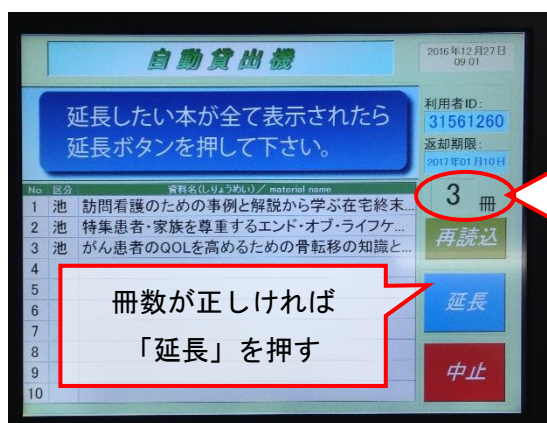 自動貸出機
2016年12月27日
09:01
延長したい本が全て表示されたら
延長ボタンを押して下さい。
利用者ID:
31561260
返却期限:
2017年01月10日
3 冊
No 区分 資料名(しりょうめい)/ material name
1 池 訪問看護のための事例と解説から学ぶ在宅終末...
2 池 特集患者・家族を尊重するエンド・オブ・ライフケ...
3 池 がん患者のQOLを高めるための骨転移の知識と...
4
5
6
7
8
9
10
再読込
延長
中止
冊数が正しければ
「延長」を押す